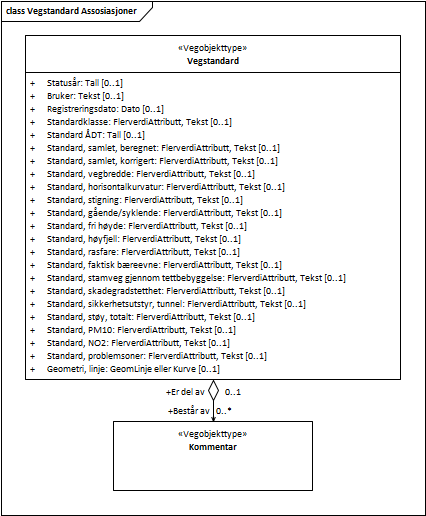 class Vegstandard Assosiasjoner
«Vegobjekttype»
Vegstandard
+ Statusår: Tall [0..1]
+ Bruker: Tekst [0..1]
+ Registreringsdato: Dato [0..1]
+ Standardklasse: FlerverdiAttributt, Tekst [0..1]
+ Standard ÅDT: Tall [0..1]
+ Standard, samlet, beregnet: FlerverdiAttributt, Tekst [0..1]
+ Standard, samlet, korrigert: FlerverdiAttributt, Tekst [0..1]
+ Standard, vegbredde: FlerverdiAttributt, Tekst [0..1]
+ Standard, horisontalkurvatur: FlerverdiAttributt, Tekst [0..1]
+ Standard, stigning: FlerverdiAttributt, Tekst [0..1]
+ Standard, gående/syklende: FlerverdiAttributt, Tekst [0..1]
+ Standard, fri høyde: FlerverdiAttributt, Tekst [0..1]
+ Standard, høyfjell: FlerverdiAttributt, Tekst [0..1]
+ Standard, rasfare: FlerverdiAttributt, Tekst [0..1]
+ Standard, faktisk bæreevne: FlerverdiAttributt, Tekst [0..1]
+ Standard, stamveg gjennom tettbebyggelse: FlerverdiAttributt, Tekst [0..1]
+ Standard, skadegradstetthet: FlerverdiAttributt, Tekst [0..1]
+ Standard, sikkerhetsutstyr, tunnel: FlerverdiAttributt, Tekst [0..1]
+ Standard, støy, totalt: FlerverdiAttributt, Tekst [0..1]
+ Standard, PM10: FlerverdiAttributt, Tekst [0..1]
+ Standard, NO2: FlerverdiAttributt, Tekst [0..1]
+ Standard, problemsoner: FlerverdiAttributt, Tekst [0..1]
+ Geometri, linje: GeomLinje eller Kurve [0..1]
+Er del av 0..1
+Består av 0..*
«Vegobjekttype»
Kommentar